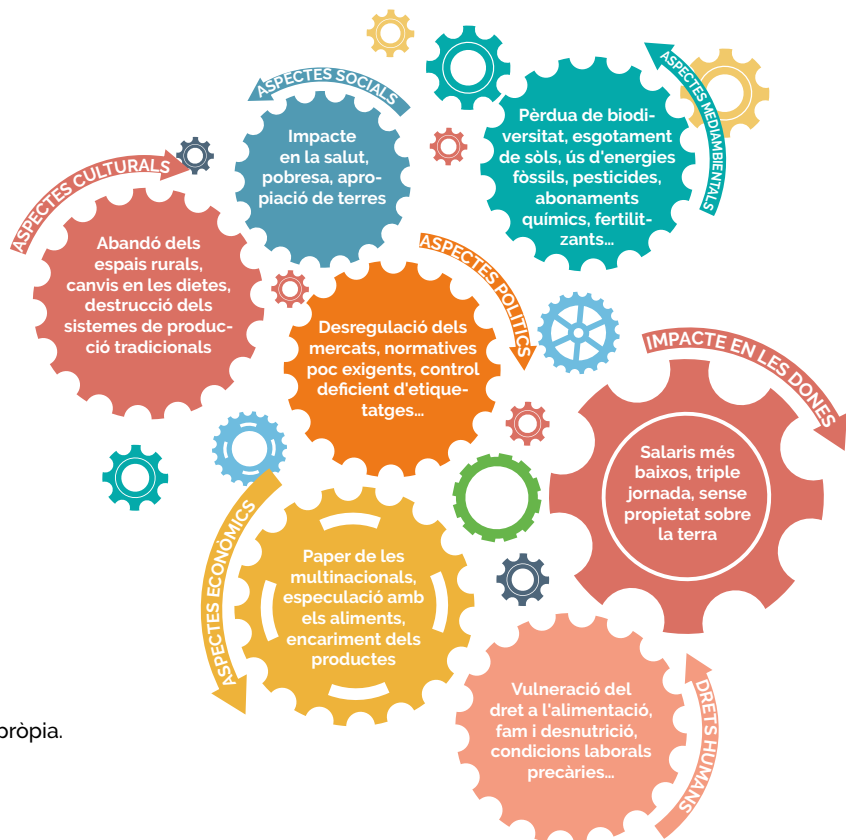 ASPECTES SOCIALS
Impacte
en la salut,
pobresa, apro-
piació de terres
ASPECTES MEDIAMBIENTALS
Pèrdua de biodi-
versitat, esgotament
de sòls, ús d'energies
fòssils, pesticides,
abonaments
químics, fertilit-
zants...
ASPECTES CULTURALS
Abandó dels
espais rurals,
canvis en les dietes,
destrucció dels
sistemes de produc-
ció tradicionals
ASPECTES POLÍTICS
Desregulació dels
mercats, normatives
poc exigents, control
deficient d'etique-
tatges...
IMPACTE EN LES DONES
Salaris més
baixos, triple
jornada, sense
propietat sobre
la terra
ASPECTES ECONÒMICS
Paper de les
multinacionals,
especulació amb
els aliments,
encariment dels
productes
DRETS HUMANS
Vulneració del
dret a l'alimentació,
fam i desnutrició,
condicions laborals
precàries...
pròpia.